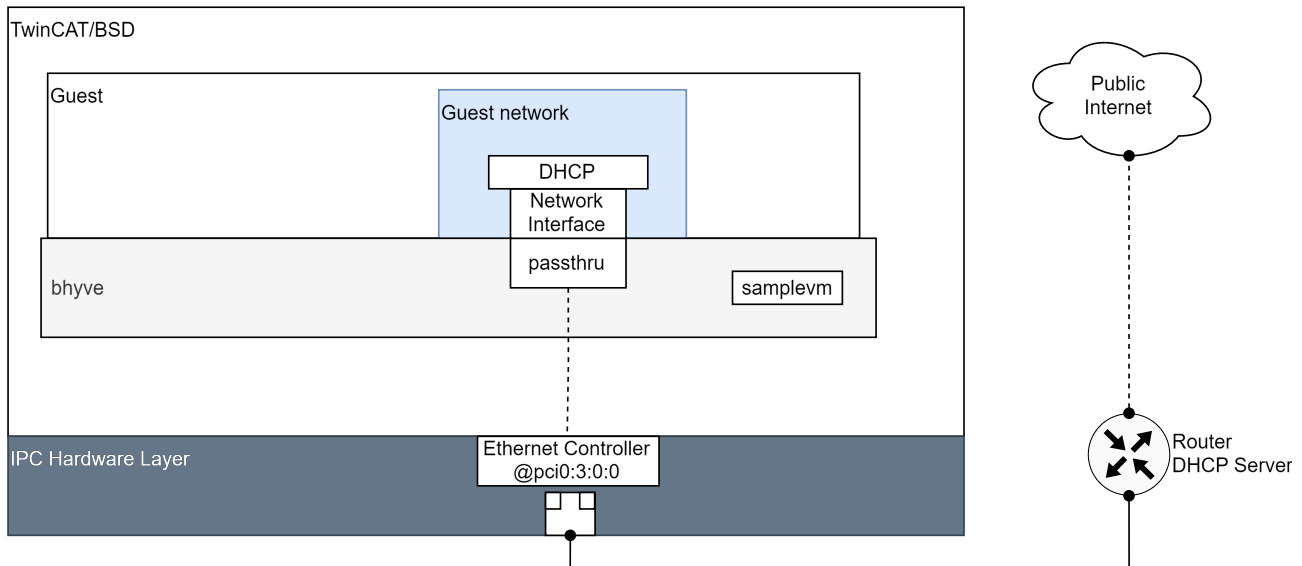 TwinCAT/BSD
Guest
Guest network
DHCP
Network
Interface
passthru
bhyve
samplevm
IPC Hardware Layer
Ethernet Controller
@pci0:3:0:0
Public
Internet
Router
DHCP Server